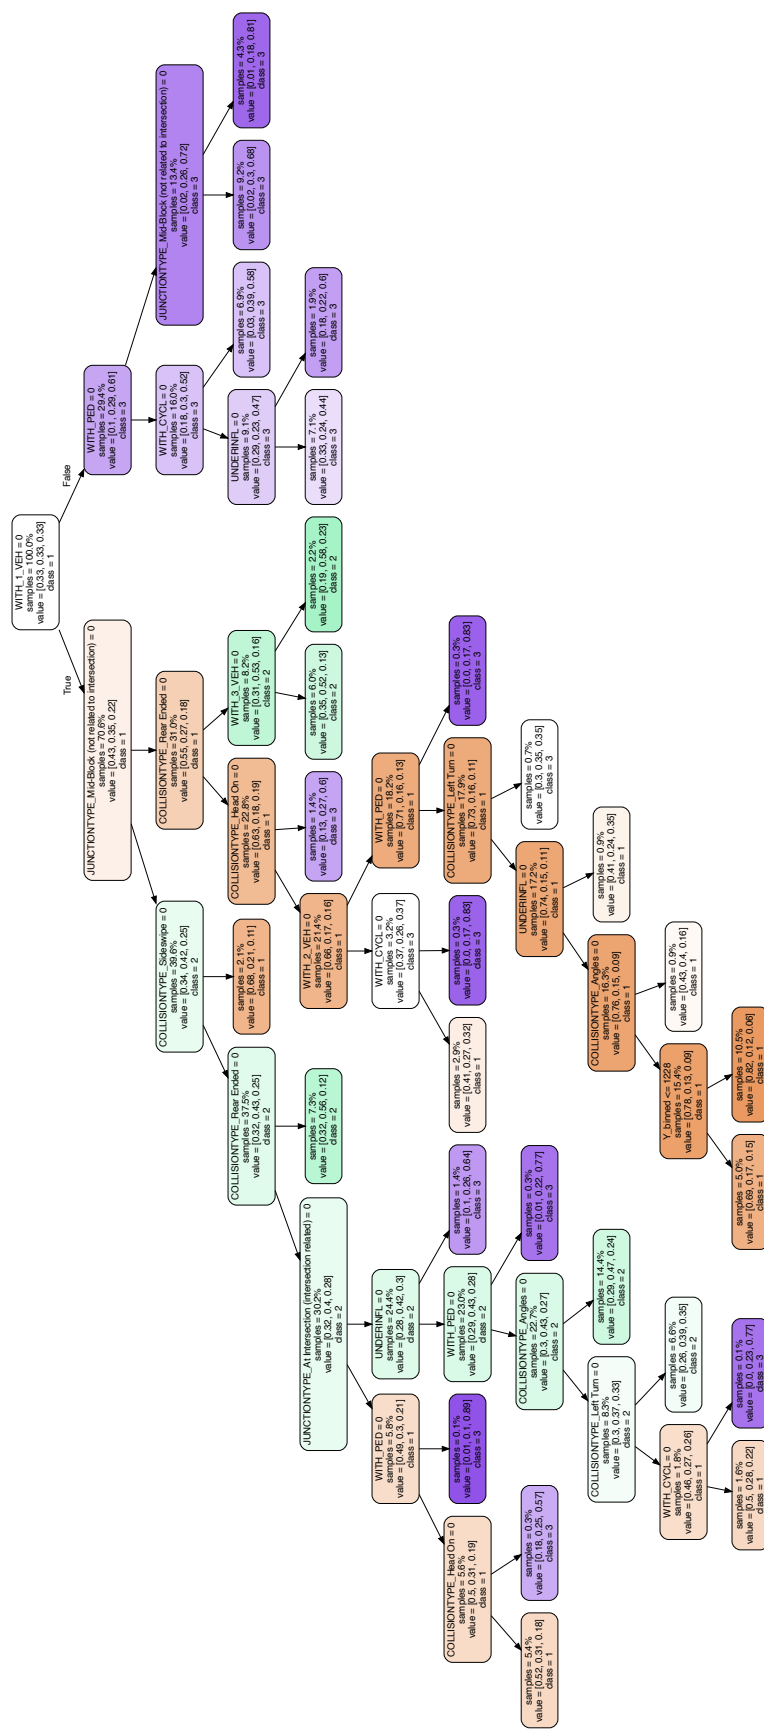 WITH_1_VEH = 0
samples = 100.0%
value = [0.33, 0.33, 0.33]
class = 1
True
False
JUNCTIONTYPE_Mid-Block (not related to intersection) = 0
samples = 70.6%
value = [0.43, 0.35, 0.22]
class = 1
WITH_PED = 0
samples = 29.4%
value = [0.1, 0.29, 0.61]
class = 3
COLLISIONTYPE_Sideswipe = 0
samples = 39.6%
value = [0.34, 0.42, 0.25]
class = 2
COLLISIONTYPE_Rear Ended = 0
samples = 31.0%
value = [0.55, 0.27, 0.18]
class = 1
WITH_CYCL = 0
samples = 16.0%
value = [0.18, 0.3, 0.52]
class = 3
JUNCTIONTYPE_Mid-Block (not related to intersection) = 0
samples = 13.4%
value = [0.02, 0.26, 0.72]
class = 3
COLLISIONTYPE_Rear Ended = 0
samples = 37.5%
value = [0.32, 0.43, 0.25]
class = 2
samples = 2.1%
value = [0.68, 0.21, 0.11]
class = 1
COLLISIONTYPE_Head On = 0
samples = 22.8%
value = [0.63, 0.18, 0.19]
class = 1
WITH_3_VEH = 0
samples = 8.2%
value = [0.31, 0.53, 0.16]
class = 2
UNDERINFL = 0
samples = 9.1%
value = [0.29, 0.23, 0.47]
class = 3
samples = 6.9%
value = [0.03, 0.39, 0.58]
class = 3
samples = 9.2%
value = [0.02, 0.3, 0.68]
class = 3
samples = 4.3%
value = [0.01, 0.18, 0.81]
class = 3
JUNCTIONTYPE_At Intersection (intersection related) = 0
samples = 30.2%
value = [0.32, 0.4, 0.28]
class = 2
samples = 7.3%
value = [0.32, 0.56, 0.12]
class = 2
WITH_2_VEH = 0
samples = 21.4%
value = [0.66, 0.17, 0.16]
class = 1
samples = 1.4%
value = [0.13, 0.27, 0.6]
class = 3
samples = 6.0%
value = [0.35, 0.52, 0.13]
class = 2
samples = 2.2%
value = [0.19, 0.58, 0.23]
class = 2
samples = 7.1%
value = [0.33, 0.24, 0.44]
class = 3
samples = 1.9%
value = [0.18, 0.22, 0.6]
class = 3
WITH_PED = 0
samples = 5.8%
value = [0.49, 0.3, 0.21]
class = 1
UNDERINFL = 0
samples = 24.4%
value = [0.28, 0.42, 0.3]
class = 2
WITH_CYCL = 0
samples = 3.2%
value = [0.37, 0.26, 0.37]
class = 3
WITH_PED = 0
samples = 18.2%
value = [0.71, 0.16, 0.13]
class = 1
COLLISIONTYPE_Head On = 0
samples = 5.6%
value = [0.5, 0.31, 0.19]
class = 1
samples = 0.1%
value = [0.01, 0.1, 0.89]
class = 3
WITH_PED = 0
samples = 23.0%
value = [0.29, 0.43, 0.28]
class = 2
samples = 1.4%
value = [0.1, 0.26, 0.64]
class = 3
samples = 2.9%
value = [0.41, 0.27, 0.32]
class = 1
samples = 0.3%
value = [0.0, 0.17, 0.83]
class = 3
COLLISIONTYPE_Left Turn = 0
samples = 17.9%
value = [0.73, 0.16, 0.11]
class = 1
samples = 0.3%
value = [0.0, 0.17, 0.83]
class = 3
samples = 5.4%
value = [0.52, 0.31, 0.18]
class = 1
samples = 0.3%
value = [0.18, 0.25, 0.57]
class = 3
COLLISIONTYPE_Angles = 0
samples = 22.7%
value = [0.3, 0.43, 0.27]
class = 2
samples = 0.3%
value = [0.01, 0.22, 0.77]
class = 3
UNDERINFL = 0
samples = 17.2%
value = [0.74, 0.15, 0.11]
class = 1
samples = 0.7%
value = [0.3, 0.35, 0.35]
class = 3
COLLISIONTYPE_Left Turn = 0
samples = 8.3%
value = [0.3, 0.37, 0.33]
class = 2
samples = 14.4%
value = [0.29, 0.47, 0.24]
class = 2
COLLISIONTYPE_Angles = 0
samples = 16.3%
value = [0.76, 0.15, 0.09]
class = 1
samples = 0.9%
value = [0.41, 0.24, 0.35]
class = 1
WITH_CYCL = 0
samples = 1.8%
value = [0.46, 0.27, 0.26]
class = 1
samples = 6.6%
value = [0.26, 0.39, 0.35]
class = 2
Y_binned <= 1228
samples = 15.4%
value = [0.78, 0.13, 0.09]
class = 1
samples = 0.9%
value = [0.43, 0.4, 0.16]
class = 1
samples = 1.6%
value = [0.5, 0.28, 0.22]
class = 1
samples = 0.1%
value = [0.0, 0.23, 0.77]
class = 3
samples = 5.0%
value = [0.69, 0.17, 0.15]
class = 1
samples = 10.5%
value = [0.82, 0.12, 0.06]
class = 1